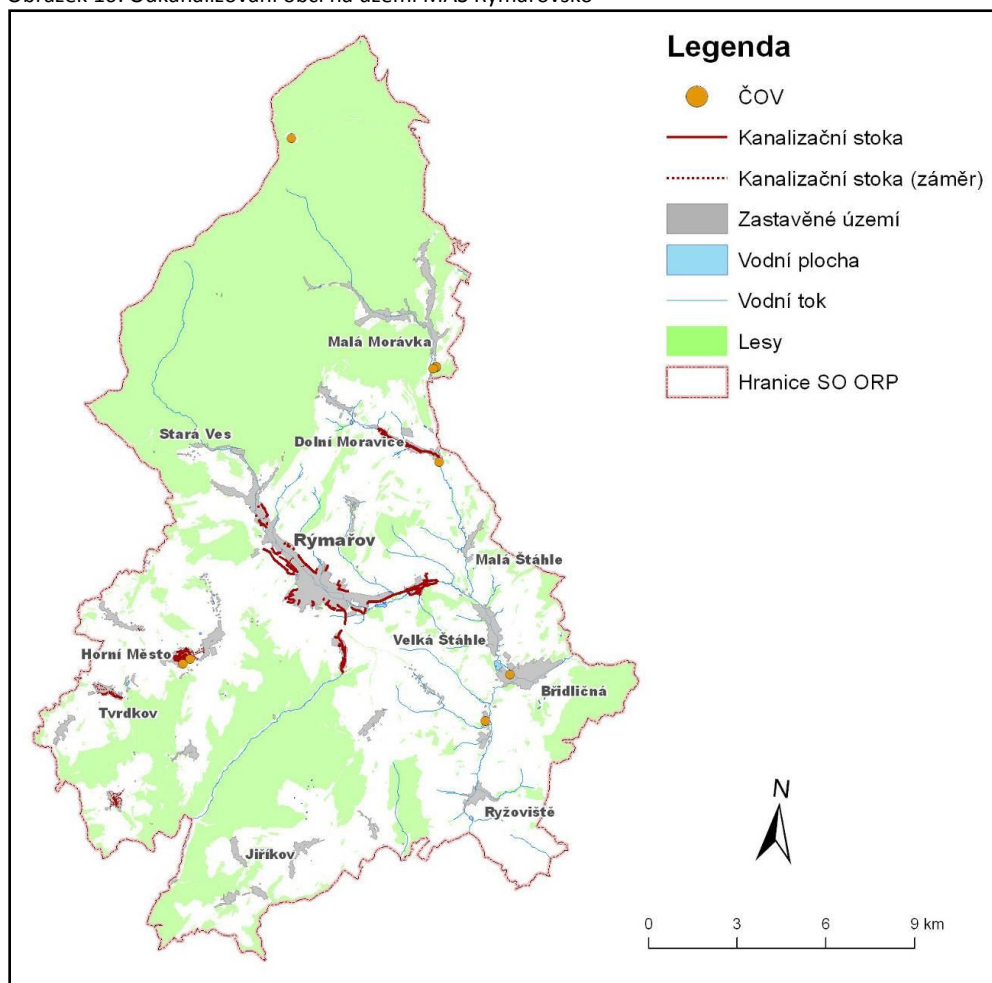 Legenda
ČOV
Kanalizační stoka
Kanalizační stoka (záměr)
Zastavěné území
Vodní plocha
Vodní tok
Lesy
Hranice SO ORP
Malá Morávka
Stará Ves
Dolní Moravice
Rýmařov
Malá Štáhle
Velká Štáhle
Horní Město
Břidličná
Tvrdkov
Ryžoviště
Jiříkov
N
0 3 6 9 km